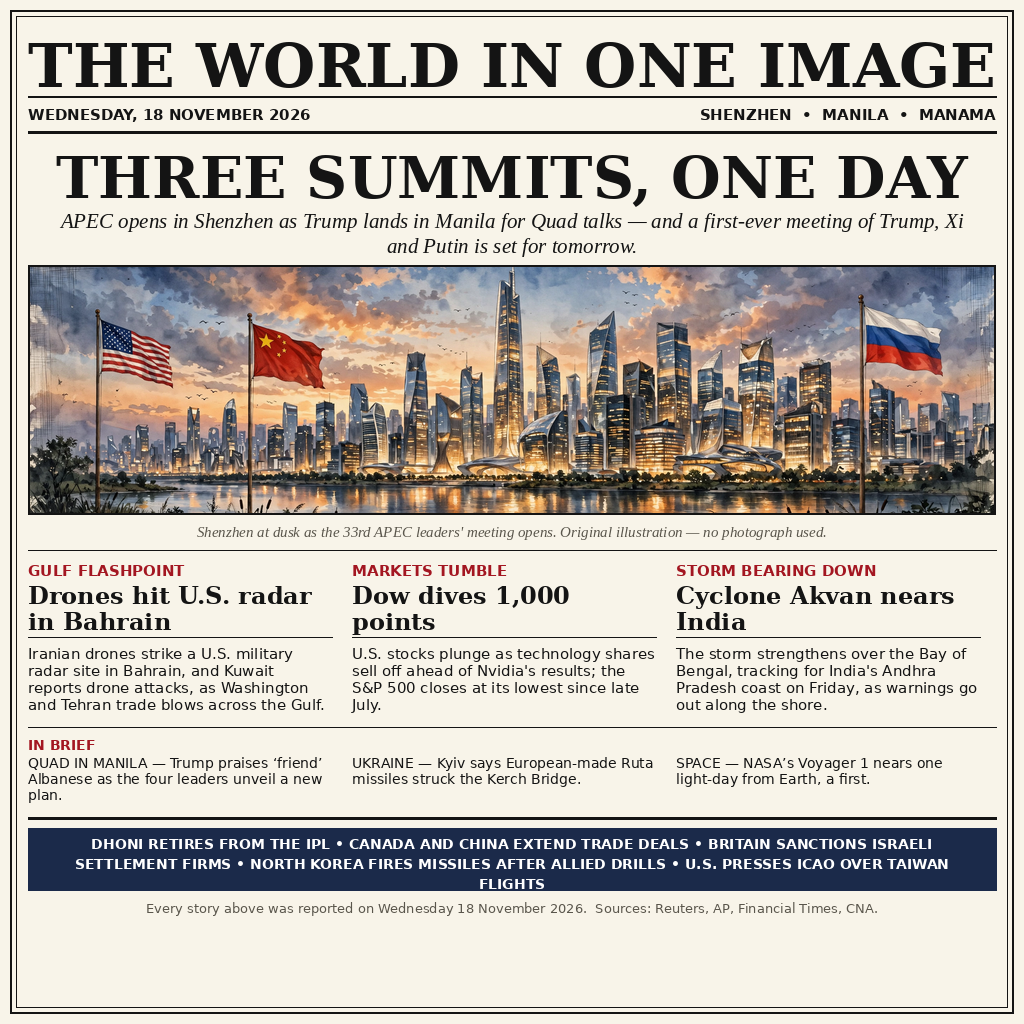 THE WORLD IN ONE IMAGE
WEDNESDAY, 18 NOVEMBER 2026
SHENZHEN • MANILA • MANAMA
THREE SUMMITS, ONE DAY
APEC opens in Shenzhen as Trump lands in Manila for Quad talks — and a first-ever meeting of Trump, Xi
and Putin is set for tomorrow.
Shenzhen at dusk as the 33rd APEC leaders' meeting opens. Original illustration — no photograph used.
GULF FLASHPOINT
Drones hit U.S. radar
in Bahrain
Iranian drones strike a U.S. military
radar site in Bahrain, and Kuwait
reports drone attacks, as Washington
and Tehran trade blows across the Gulf.
MARKETS TUMBLE
Dow dives 1,000
points
U.S. stocks plunge as technology shares
sell off ahead of Nvidia's results; the
S&P 500 closes at its lowest since late
July.
STORM BEARING DOWN
Cyclone Akvan nears
India
The storm strengthens over the Bay of
Bengal, tracking for India's Andhra
Pradesh coast on Friday, as warnings go
out along the shore.
IN BRIEF
QUAD IN MANILA — Trump praises ‘friend’
Albanese as the four leaders unveil a new
plan.
UKRAINE — Kyiv says European-made Ruta
missiles struck the Kerch Bridge.
SPACE — NASA’s Voyager 1 nears one
light-day from Earth, a first.
DHONI RETIRES FROM THE IPL • CANADA AND CHINA EXTEND TRADE DEALS • BRITAIN SANCTIONS ISRAELI
SETTLEMENT FIRMS • NORTH KOREA FIRES MISSILES AFTER ALLIED DRILLS • U.S. PRESSES ICAO OVER TAIWAN
FLIGHTS
Every story above was reported on Wednesday 18 November 2026. Sources: Reuters, AP, Financial Times, CNA.